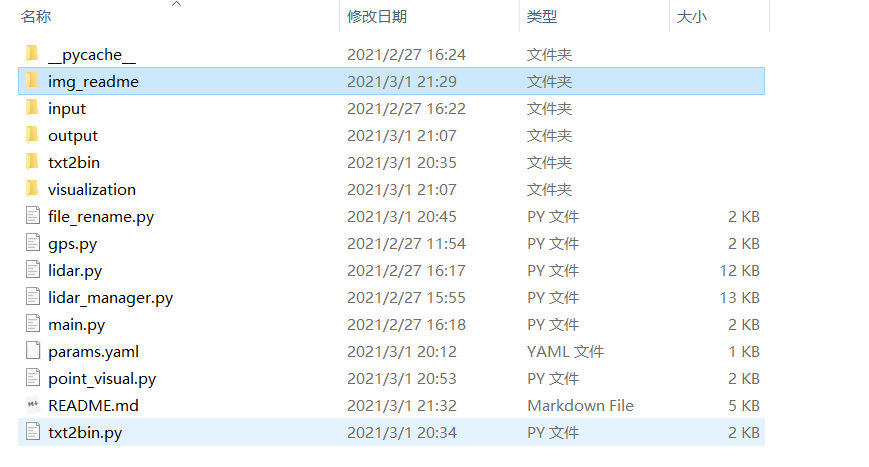 名称 修改日期 类型 大小
__pycache__ 2021/2/27 16:24 文件夹
img_readme 2021/3/1 21:29 文件夹
input 2021/2/27 16:22 文件夹
output 2021/3/1 21:07 文件夹
txt2bin 2021/3/1 20:35 文件夹
visualization 2021/3/1 21:07 文件夹
file_rename.py 2021/3/1 20:45 PY 文件 2 KB
gps.py 2021/2/27 11:54 PY 文件 2 KB
lidar.py 2021/2/27 16:17 PY 文件 12 KB
lidar_manager.py 2021/2/27 15:55 PY 文件 13 KB
main.py 2021/2/27 16:18 PY 文件 2 KB
params.yaml 2021/3/1 20:12 YAML 文件 1 KB
point_visual.py 2021/3/1 20:53 PY 文件 2 KB
README.md 2021/3/1 21:32 Markdown File 5 KB
txt2bin.py 2021/3/1 20:34 PY 文件 2 KB